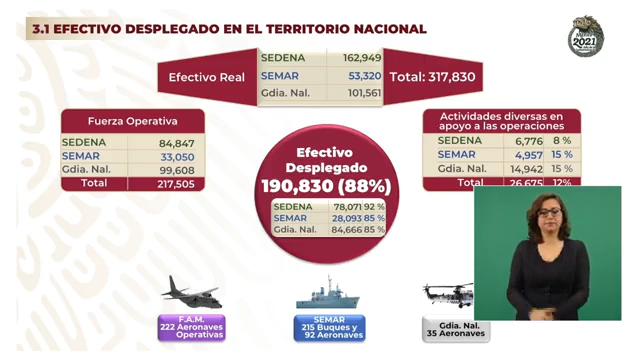 3.1 EFECTIVO DESPLEGADO EN EL TERRITORIO NACIONAL
2021
Efectivo Real
SEDENA 162,949
SEMAR 53,320
Gdia. Nal. 101,561
Total: 317,830
Fuerza Operativa
SEDENA 84,847
SEMAR 33,050
Gdia. Nal. 99,608
Total 217,505
Efectivo
Desplegado
190,830 (88%)
SEDENA 78,071 92 %
SEMAR 28,093 85 %
Gdia. Nal. 84,666 85 %
Actividades diversas en
apoyo a las operaciones
SEDENA 6,776 8 %
SEMAR 4,957 15 %
Gdia. Nal. 14,942 15 %
Total 26,675 12%
F.A.M.
222 Aeronaves
Operativas
SEMAR
215 Buques y
92 Aeronaves
Gdia. Nal.
35 Aeronaves